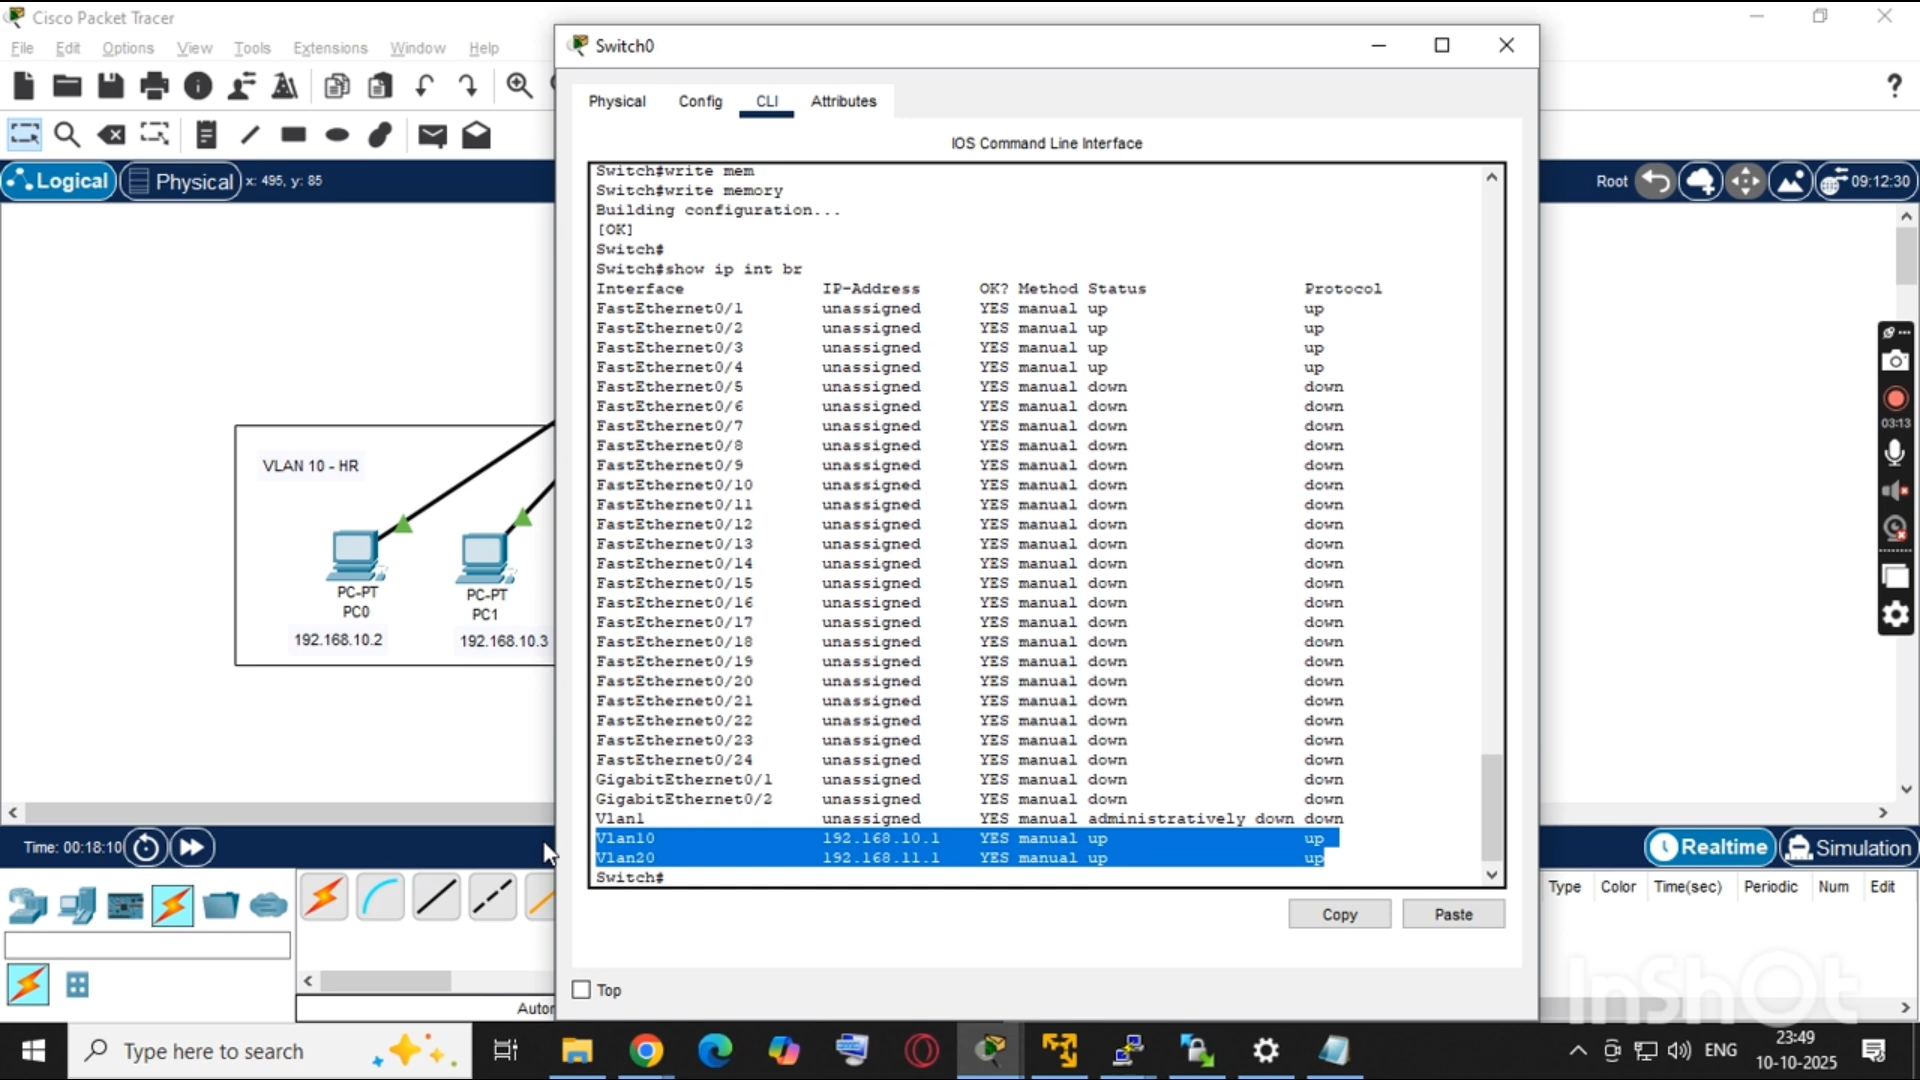 Cisco Packet Tracer
File Edit Options View Tools Extensions Window Help
?
Logical Physical x: 495, y: 85
Root 09:12:30
VLAN 10 - HR
PC-PT
PC0
192.168.10.2
PC-PT
PC1
192.168.10.3
Switch0
Physical Config CLI Attributes
IOS Command Line Interface
Switch#write mem
Switch#write memory
Building configuration...
[OK]
Switch#
Switch#show ip int br
Interface IP-Address OK? Method Status Protocol
FastEthernet0/1 unassigned YES manual up up
FastEthernet0/2 unassigned YES manual up up
FastEthernet0/3 unassigned YES manual up up
FastEthernet0/4 unassigned YES manual up up
FastEthernet0/5 unassigned YES manual down down
FastEthernet0/6 unassigned YES manual down down
FastEthernet0/7 unassigned YES manual down down
FastEthernet0/8 unassigned YES manual down down
FastEthernet0/9 unassigned YES manual down down
FastEthernet0/10 unassigned YES manual down down
FastEthernet0/11 unassigned YES manual down down
FastEthernet0/12 unassigned YES manual down down
FastEthernet0/13 unassigned YES manual down down
FastEthernet0/14 unassigned YES manual down down
FastEthernet0/15 unassigned YES manual down down
FastEthernet0/16 unassigned YES manual down down
FastEthernet0/17 unassigned YES manual down down
FastEthernet0/18 unassigned YES manual down down
FastEthernet0/19 unassigned YES manual down down
FastEthernet0/20 unassigned YES manual down down
FastEthernet0/21 unassigned YES manual down down
FastEthernet0/22 unassigned YES manual down down
FastEthernet0/23 unassigned YES manual down down
FastEthernet0/24 unassigned YES manual down down
GigabitEthernet0/1 unassigned YES manual down down
GigabitEthernet0/2 unassigned YES manual down down
Vlan1 unassigned YES manual administratively down down
Vlan10 192.168.10.1 YES manual up up
Vlan20 192.168.11.1 YES manual up up
Switch#
Copy Paste
Top
03:13
Time: 00:18:10
Realtime Simulation
Type Color Time(sec) Periodic Num Edit
Autor
InShOt
Type here to search
ENG
23:49
10-10-2025